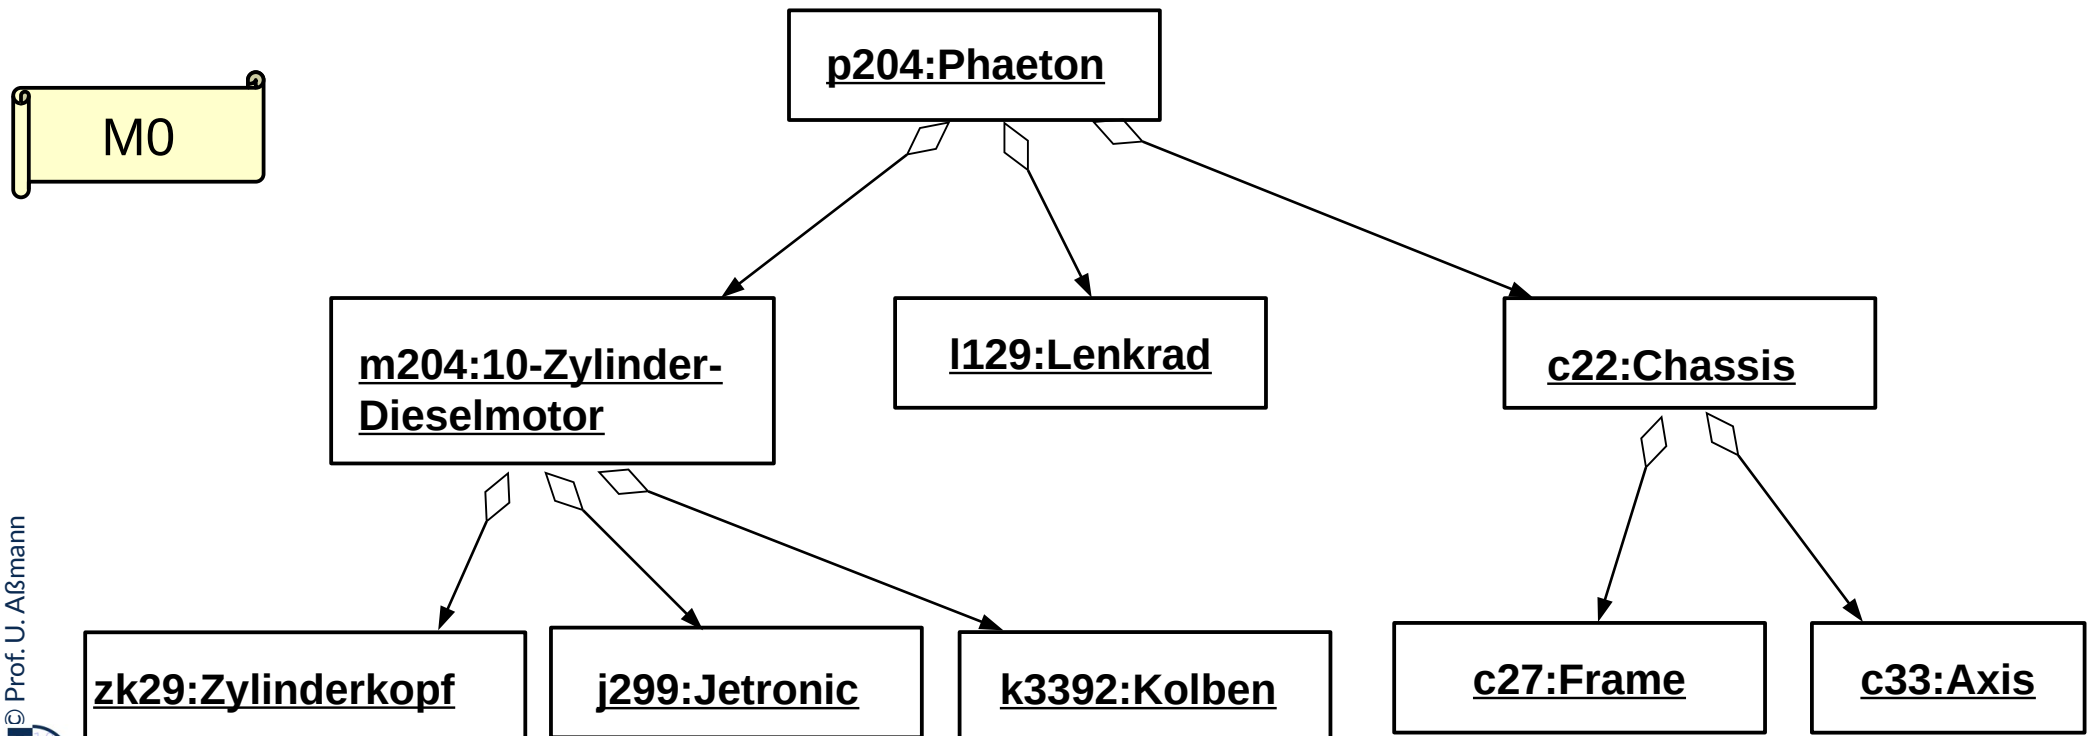 p204:Phaeton
M0
m204:10-Zylinder-
Dieselmotor
l129:Lenkrad
c22:Chassis
zk29:Zylinderkopf
j299:Jetronic
k3392:Kolben
c27:Frame
c33:Axis
© Prof. U. Aßmann